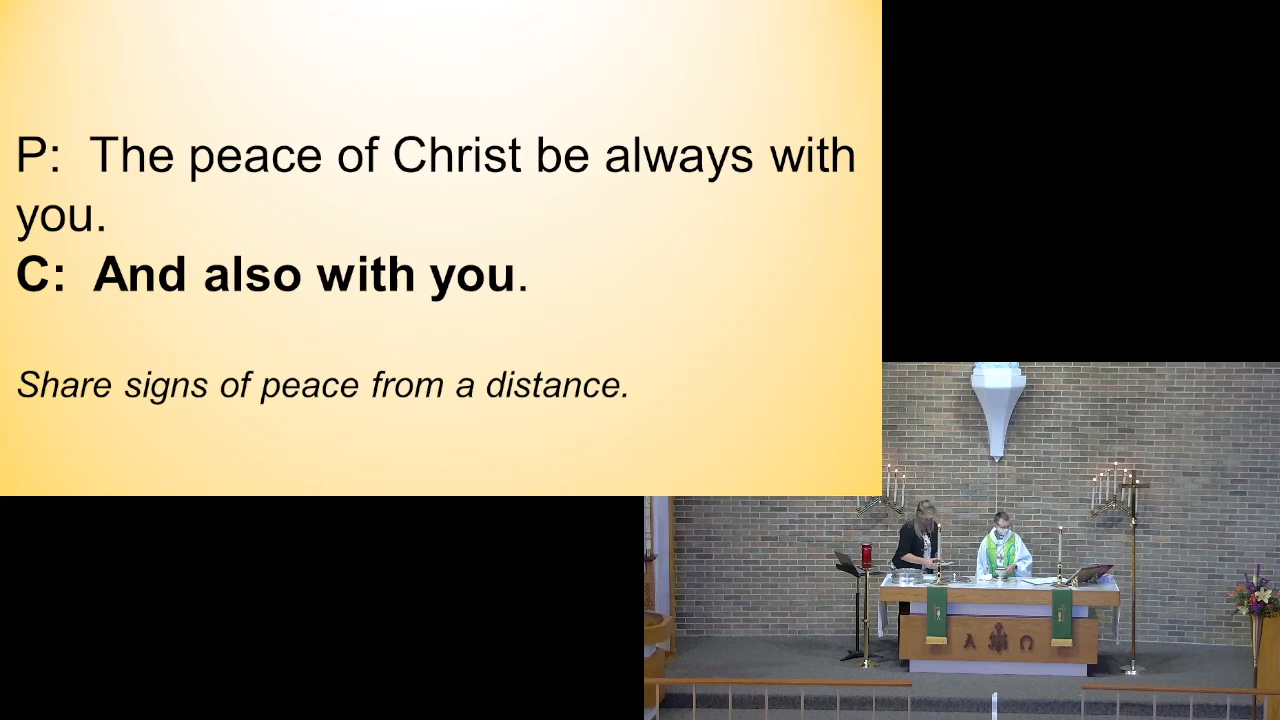 P:  The peace of Christ be always with
you.
C:  And also with you.
Share signs of peace from a distance.
Α Ω